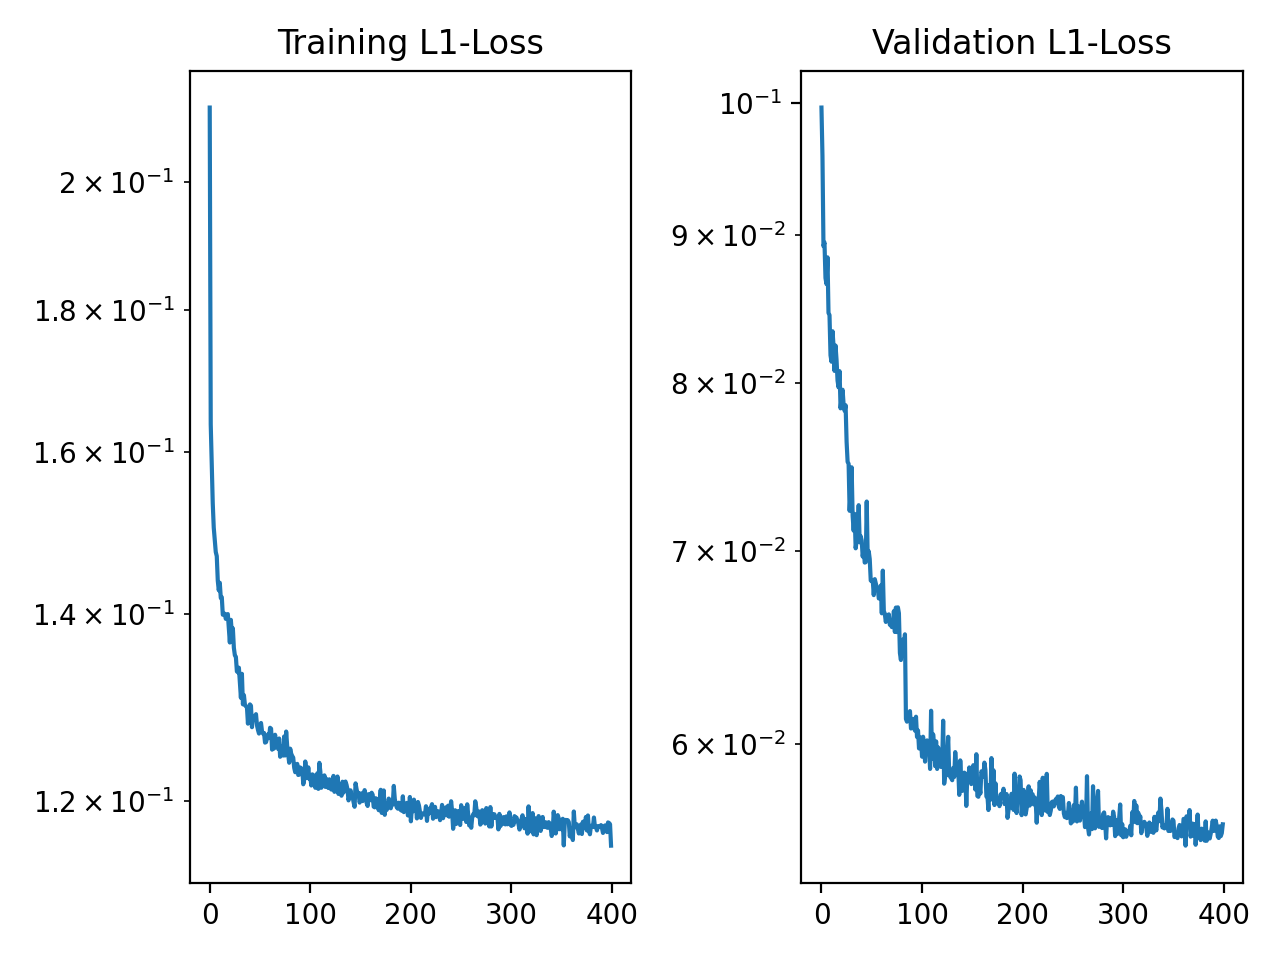 Training L1-Loss
2 × 10⁻¹
1.8 × 10⁻¹
1.6 × 10⁻¹
1.4 × 10⁻¹
1.2 × 10⁻¹
0 100 200 300 400
Validation L1-Loss
10⁻¹
9 × 10⁻²
8 × 10⁻²
7 × 10⁻²
6 × 10⁻²
0 100 200 300 400